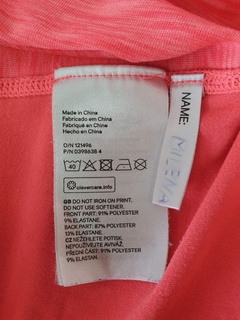 Made in China
Fabricado em China
Fabriqué en China
Hecho en China
O/N 121496
P/N 0398638 4
40
clevercare.info
GB DO NOT IRON ON PRINT.
DO NOT USE SOFTENER.
FRONT PART: 91% POLYESTER
9% ELASTANE.
BACK PART: 87% POLYESTER
13% ELASTANE.
CZ NEŽEHLETE POTISK.
NEPOUŽÍVEJTE AVIVÁŽ.
PŘEDNÍ ČÁST: 91% POLYESTER
9% ELASTAN.
NAME:
MILENA